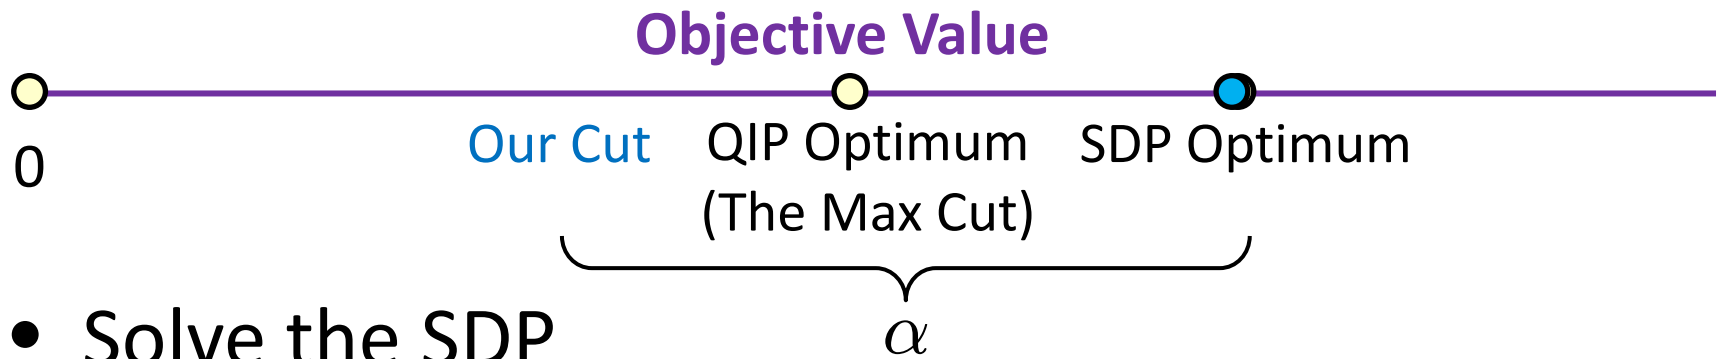 Objective Value
0
Our Cut QIP Optimum SDP Optimum
(The Max Cut)
α
• Solve the SDP